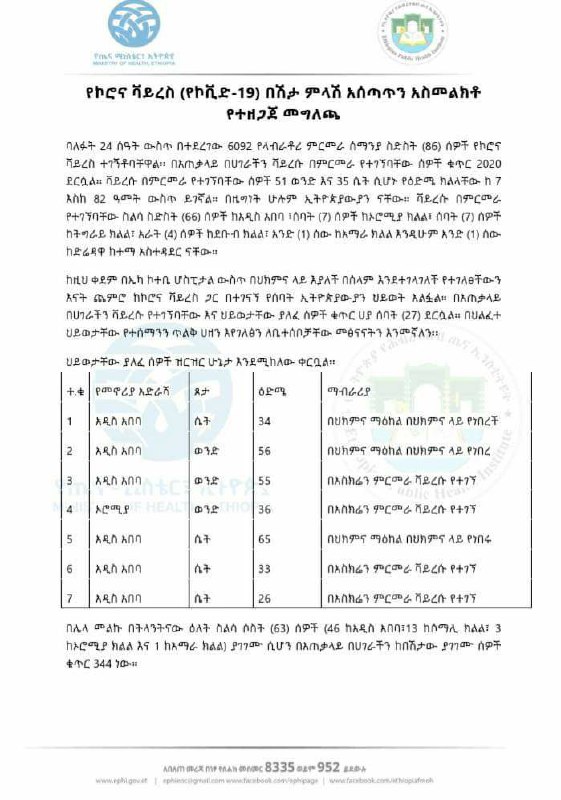 የጤና ሚኒስቴር-ኢትዮጵያ
MINISTRY OF HEALTH-ETHIOPIA
የኮሮና ቫይረስ (የኮቪድ-19) በሽታ ምላሽ አሰጣጥን አስመልክቶ
የተዘጋጀ መግለጫ
ባለፉት 24 ሰዓት ውስጥ በተደረገው 6092 የላብራቶሪ ምርመራ ሰማንያ ስድስት (86) ሰዎች የኮሮና
ቫይረስ ተገኝቶባቸዋል፡፡ በአጠቃላይ በሀገራችን ቫይረሱ በምርመራ የተገኘባቸው ሰዎች ቁጥር 2020
ደርሷል። ቫይረሱ በምርመራ የተገኘባቸው ሰዎች 51 ወንድ እና 35 ሴት ሲሆኑ የዕድሜ ክልላቸው ከ 7
እስከ 82 ዓመት ውስጥ ይገኛል። በዜግነት ሁሉም ኢትዮጵያውያን ናቸው። ቫይረሱ በምርመራ
የተገኘባቸው ስልሳ ስድስት (66) ሰዎች ከአዲስ አበባ ፣ሰባት (7) ሰዎች ከኦሮሚያ ክልል፣ ሰባት (7) ሰዎች
ከትግራይ ክልል፣ አራት (4) ሰዎች ከደቡብ ክልል፣ አንድ (1) ሰው ከአማራ ክልል እንዲሁም አንድ (1) ሰው
ከድሬዳዋ ከተማ አስተዳደር ናቸው።
ከዚህ ቀደም በኤካ ኮተቤ ሆስፒታል ውስጥ በህክምና ላይ እያለች በሰላም እንደተገላገለች የተገለፀችውን
እናት ጨምሮ ከኮሮና ቫይረስ ጋር በተገናኘ የሰባት ኢትዮጵያውያን ህይወት አልፏል። በአጠቃላይ
በሀገራችን ቫይረሱ የተገኘባቸው እና ህይወታቸው ያለፈ ሰዎች ቁጥር ሀያ ሰባት (27) ደርሷል። በህልፈተ
ህይወታቸው የተሰማንን ጥልቅ ሀዘን እየገለፅን ለቤተሰቦቻቸው መፅናናትን እንመኛለን፡፡
ህይወታቸው ያለፈ ሰዎች ዝርዝር ሁኔታ እንደሚከለው ቀርቧል፡፡
ተ.ቁ የመኖሪያ አድራሻ ጾታ ዕድሜ ማብራሪያ
1 አዲስ አበባ ሴት 34 በህክምና ማዕከል በህክምና ላይ የነበረች
2 አዲስ አበባ ወንድ 56 በህክምና ማዕከል በህክምና ላይ የነበረ
3 አዲስ አበባ ወንድ 55 በአስክሬን ምርመራ ቫይረሱ የተገኘ
4 ኦሮሚያ ወንድ 36 በአስክሬን ምርመራ ቫይረሱ የተገኘ
5 አዲስ አበባ ሴት 65 በህክምና ማዕከል በህክምና ላይ የነበሩ
6 አዲስ አበባ ሴት 33 በአስክሬን ምርመራ ቫይረሱ የተገኘ
7 አዲስ አበባ ሴት 26 በአስክሬን ምርመራ ቫይረሱ የተገኘ
በሌላ መልኩ በትላንትናው ዕለት ስልሳ ሶስት (63) ሰዎች (46 ከአዲስ አበባ፣13 ከሶማሊ ክልል፣ 3
ከኦሮሚያ ክልል እና 1 ከአማራ ክልል) ያገገሙ ሲሆን በአጠቃላይ በሀገራችን ከበሽታው ያገገሙ ሰዎች
ቁጥር 344 ነው።
ለበለጠ መረጃ በነፃ የስልክ መስመር 8335 ወይም 952 ይደውሉ
www.ephi.gov.et | ephieoc@gmail.com www.facebook.com/ephipage | www.facebook.com/ethiopiafmoh